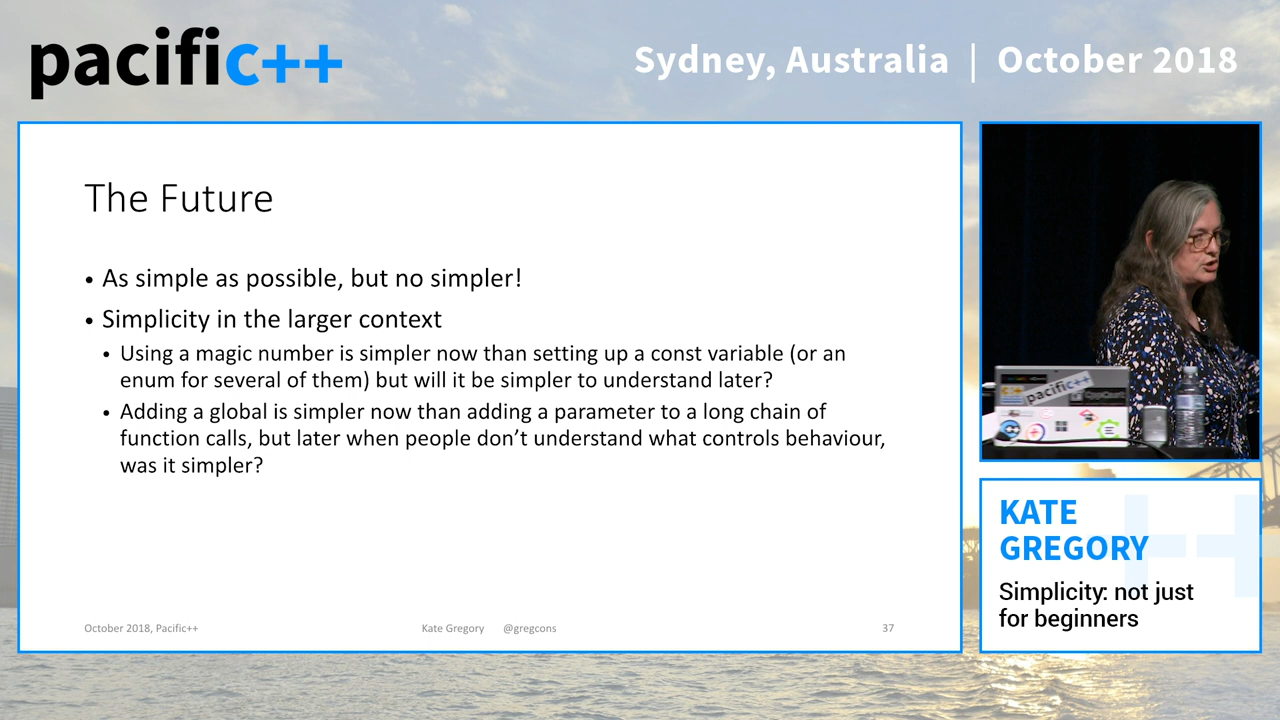 pacific++
Sydney, Australia | October 2018
The Future
• As simple as possible, but no simpler!
• Simplicity in the larger context
• Using a magic number is simpler now than setting up a const variable (or an
enum for several of them) but will it be simpler to understand later?
• Adding a global is simpler now than adding a parameter to a long chain of
function calls, but later when people don’t understand what controls behaviour,
was it simpler?
October 2018, Pacific++
Kate Gregory @gregcons
37
pacific++
KATE
GREGORY
Simplicity: not just
for beginners